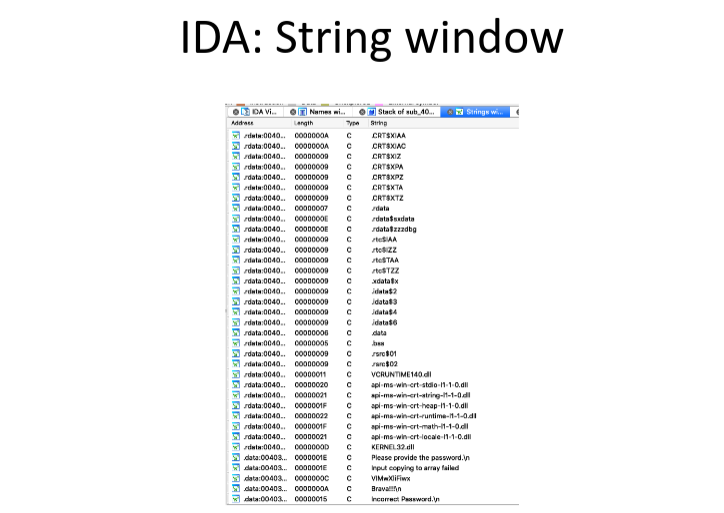 IDA: String window
IDA Vi... Names wi... Stack of sub_40... Strings wi...
Address Length Type String
.rdata:0040... 0000000A C .CRT$XIAA
.rdata:0040... 0000000A C .CRT$XIAC
.rdata:0040... 00000009 C .CRT$XIZ
.rdata:0040... 00000009 C .CRT$XPA
.rdata:0040... 00000009 C .CRT$XPZ
.rdata:0040... 00000009 C .CRT$XTA
.rdata:0040... 00000009 C .CRT$XTZ
.rdata:0040... 00000007 C .rdata
.rdata:0040... 0000000E C .rdata$sxdata
.rdata:0040... 0000000E C .rdata$zzzdbg
.rdata:0040... 00000009 C .rtc$IAA
.rdata:0040... 00000009 C .rtc$IZZ
.rdata:0040... 00000009 C .rtc$TAA
.rdata:0040... 00000009 C .rtc$TZZ
.rdata:0040... 00000009 C .xdata$x
.rdata:0040... 00000009 C .idata$2
.rdata:0040... 00000009 C .idata$3
.rdata:0040... 00000009 C .idata$4
.rdata:0040... 00000009 C .idata$6
.rdata:0040... 00000006 C .data
.rdata:0040... 00000005 C .bss
.rdata:0040... 00000009 C .rsrc$01
.rdata:0040... 00000009 C .rsrc$02
.rdata:0040... 00000011 C VCRUNTIME140.dll
.rdata:0040... 00000020 C api-ms-win-crt-stdio-l1-1-0.dll
.rdata:0040... 00000021 C api-ms-win-crt-string-l1-1-0.dll
.rdata:0040... 0000001F C api-ms-win-crt-heap-l1-1-0.dll
.rdata:0040... 00000022 C api-ms-win-crt-runtime-l1-1-0.dll
.rdata:0040... 0000001F C api-ms-win-crt-math-l1-1-0.dll
.rdata:0040... 00000021 C api-ms-win-crt-locale-l1-1-0.dll
.rdata:0040... 0000000D C KERNEL32.dll
.data:00403... 0000001E C Please provide the password.\n
.data:00403... 0000001E C Input copying to array failed
.data:00403... 0000000C C VIMwXliFiwx
.data:00403... 0000000A C Brava!!!\n
.data:00403... 00000015 C Incorrect Password.\n